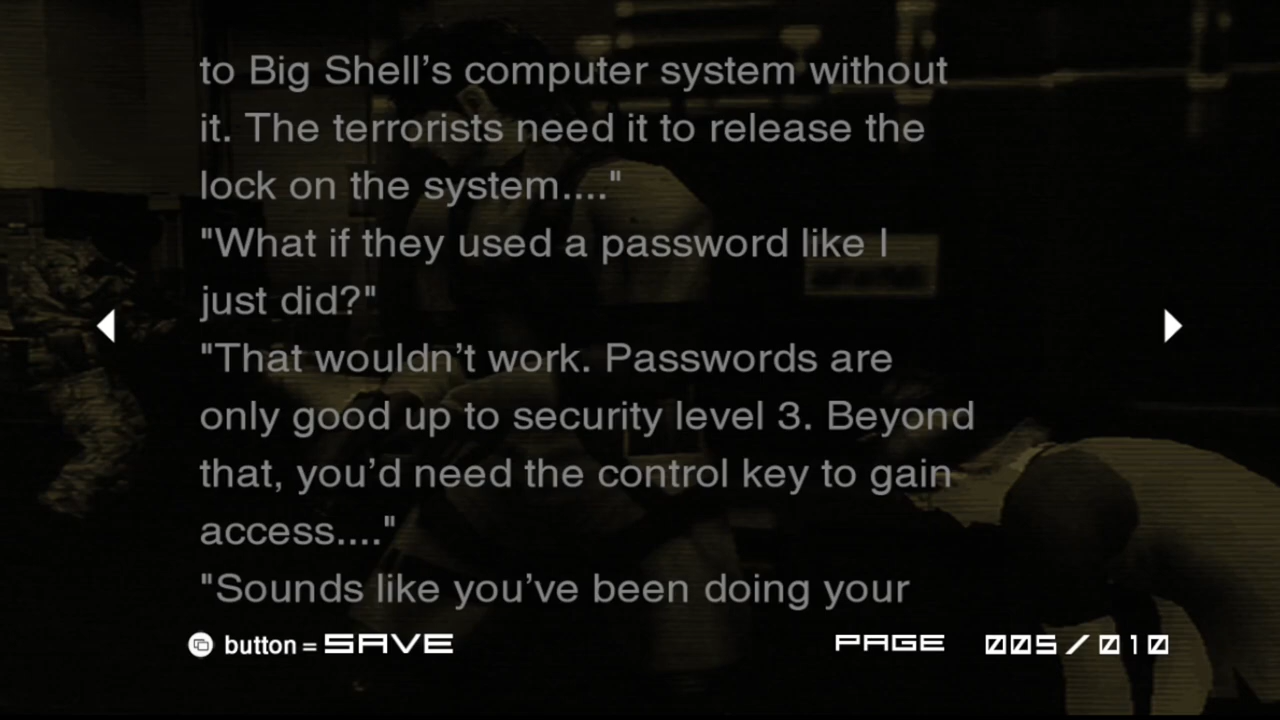 to Big Shell’s computer system without
it. The terrorists need it to release the
lock on the system...."
"What if they used a password like I
just did?"
"That wouldn’t work. Passwords are
only good up to security level 3. Beyond
that, you’d need the control key to gain
access...."
"Sounds like you’ve been doing your
button = SAVE PAGE 005/010